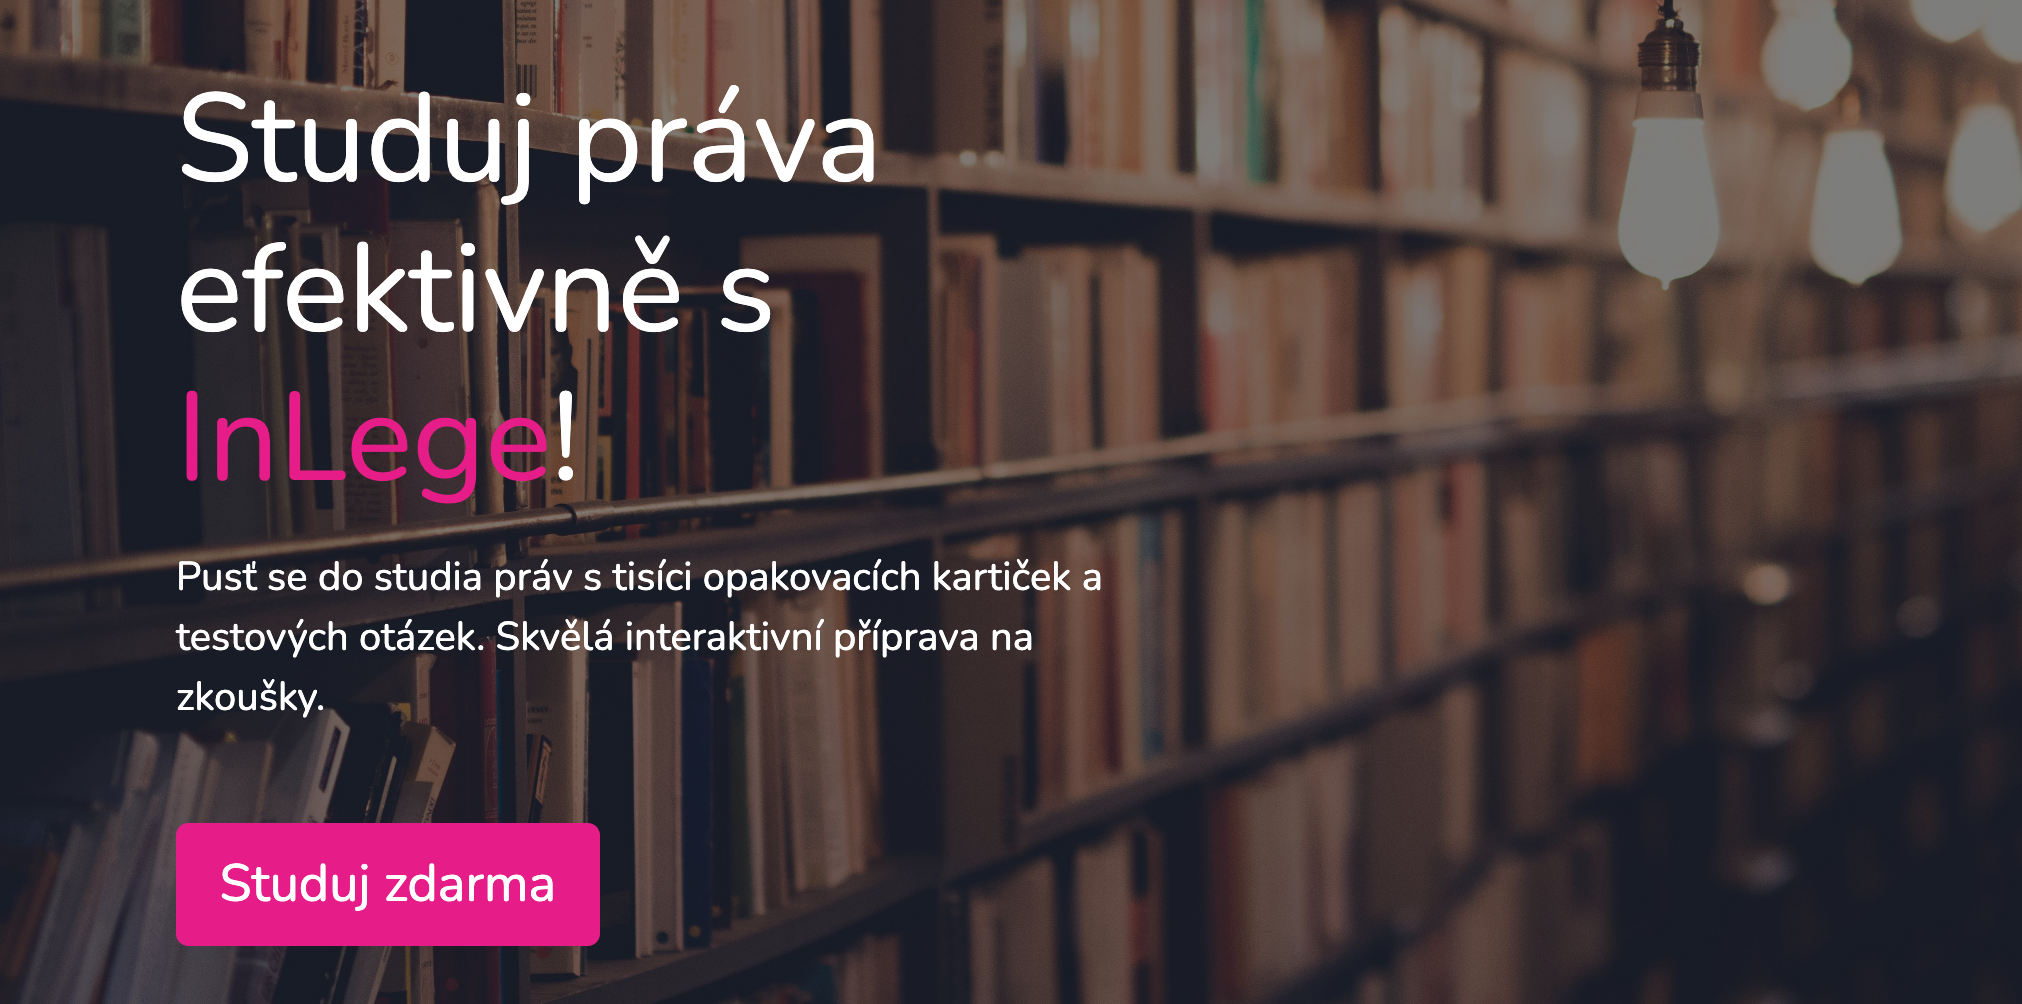 Studuj práva
efektivně s
InLege!
Pusť se do studia práv s tisíci opakovacích kartiček a
testových otázek. Skvělá interaktivní příprava na
zkoušky.
Studuj zdarma